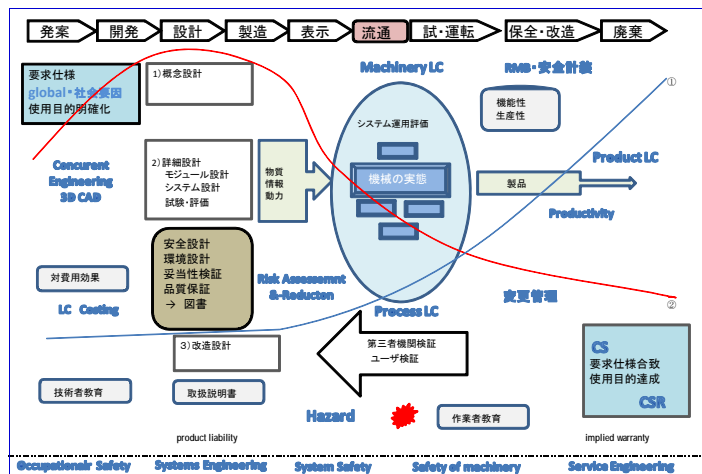 発案
開発
設計
製造
表示
流通
試・運転
保全・改造
廃棄
要求仕様
global・社会要因
使用目的明確化
1)概念設計
Machinery LC
RMB・安全計装
①
機能性
生産性
システム運用評価
Concurent
Engineering
3D CAD
2)詳細設計
モジュール設計
システム設計
試験・評価
物質
情報
動力
機械の実態
製品
Product LC
Productivity
安全設計
環境設計
妥当性検証
品質保証
→ 図書
対費用効果
LC Costing
Risk Assessemnt
&-Reducton
Process LC
変更管理
②
3)改造設計
第三者機関検証
ユーザ検証
CS
要求仕様合致
使用目的達成
CSR
技術者教育
取扱説明書
Hazard
作業者教育
product liability
implied warranty
Occupationair Safety
Systems Engineering
System Safety
Safety of machinery
Service Engineering